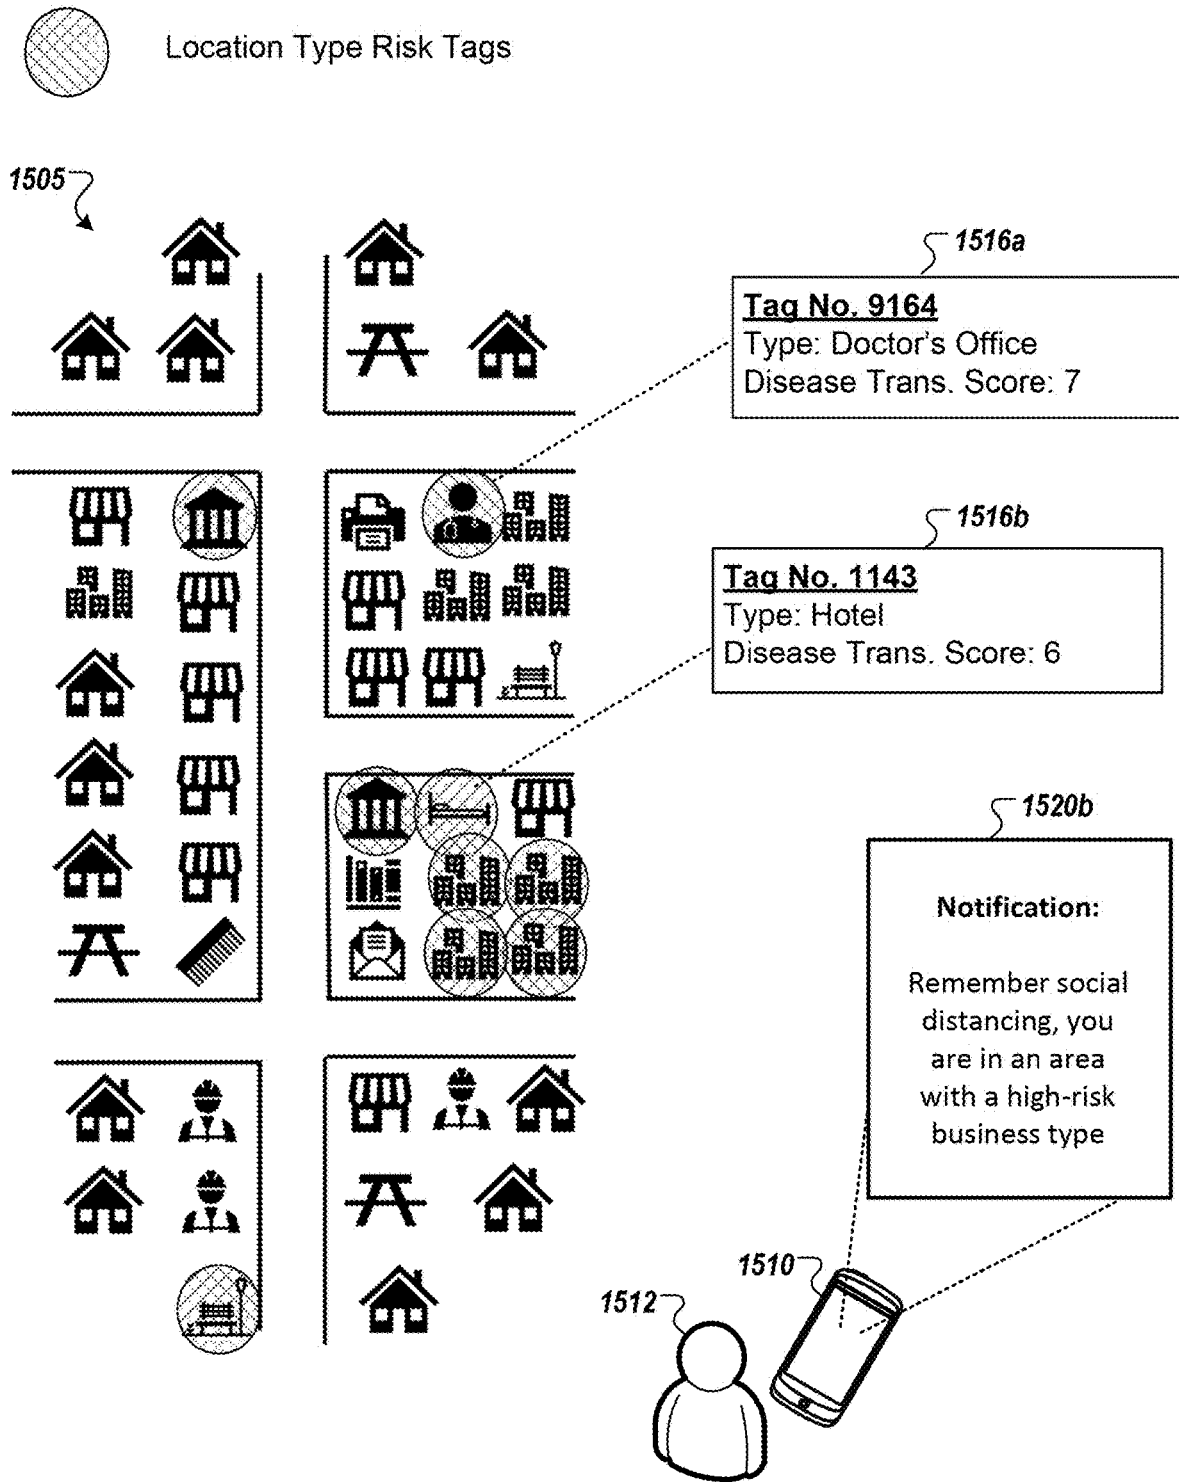 Location Type Risk Tags
1505
1516a
Tag No. 9164
Type: Doctor's Office
Disease Trans. Score: 7
1516b
Tag No. 1143
Type: Hotel
Disease Trans. Score: 6
1520b
Notification:
Remember social
distancing, you
are in an area
with a high-risk
business type
1510
1512